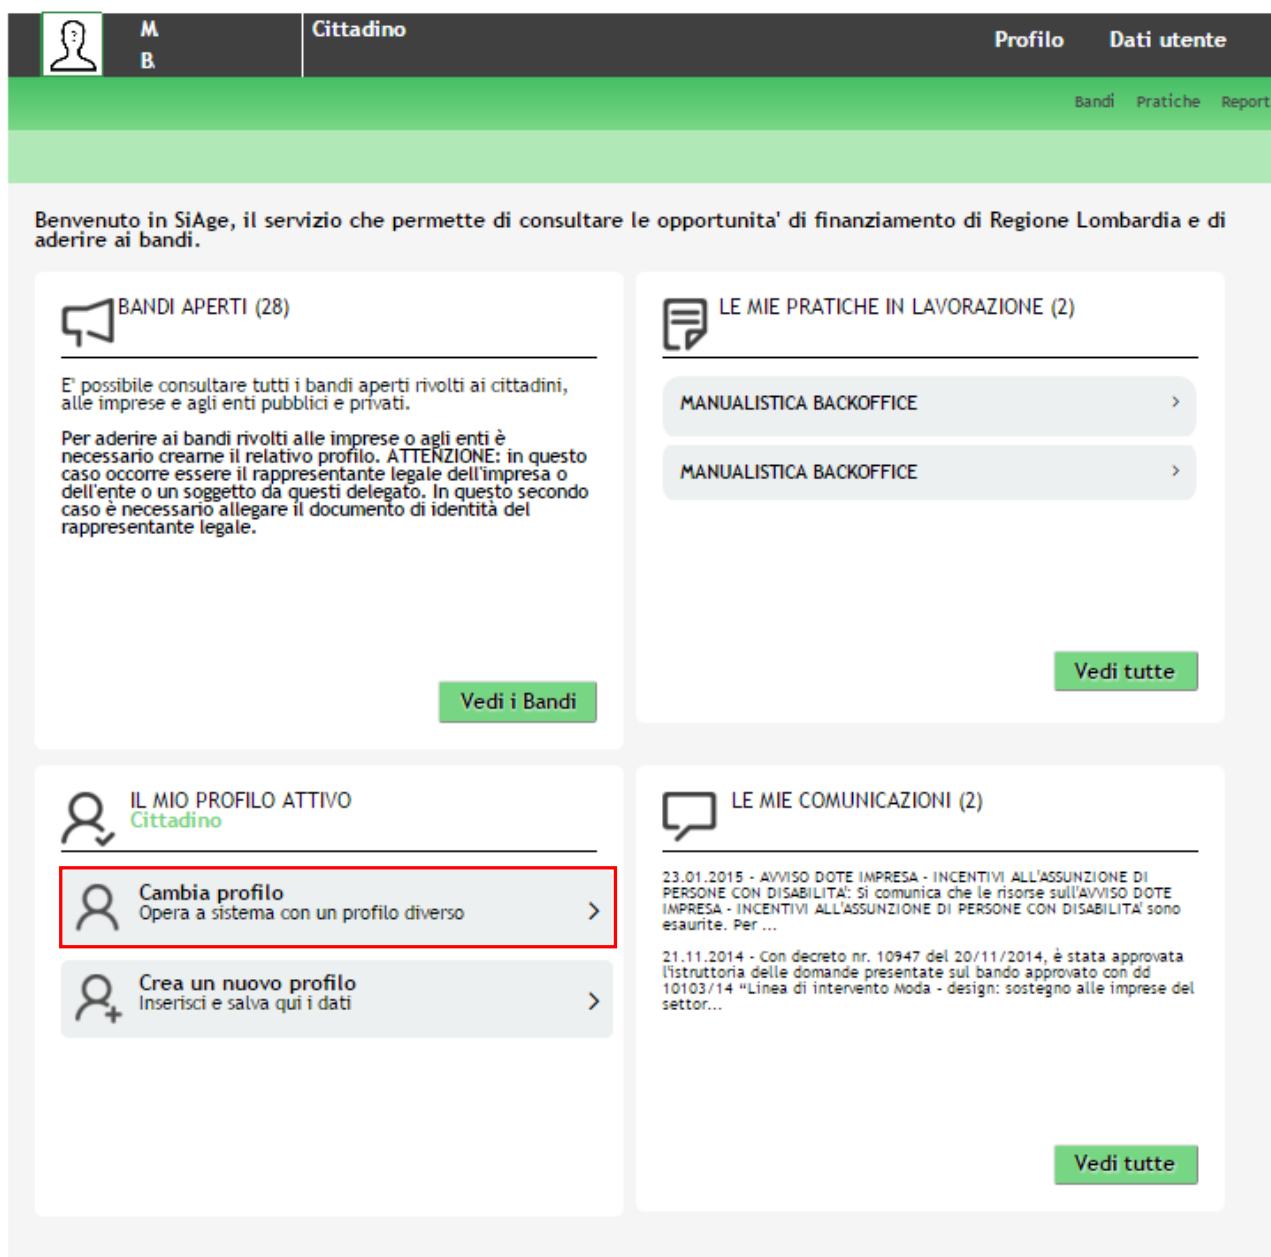 M.
B.
Cittadino
Profilo Dati utente
Bandi Pratiche Report
Benvenuto in SiAge, il servizio che permette di consultare le opportunita' di finanziamento di Regione Lombardia e di
aderire ai bandi.
BANDI APERTI (28)
E' possibile consultare tutti i bandi aperti rivolti ai cittadini,
alle imprese e agli enti pubblici e privati.
Per aderire ai bandi rivolti alle imprese o agli enti è
necessario crearne il relativo profilo. ATTENZIONE: in questo
caso occorre essere il rappresentante legale dell'impresa o
dell'ente o un soggetto da questi delegato. In questo secondo
caso è necessario allegare il documento di identità del
rappresentante legale.
Vedi i Bandi
LE MIE PRATICHE IN LAVORAZIONE (2)
MANUALISTICA BACKOFFICE
MANUALISTICA BACKOFFICE
Vedi tutte
IL MIO PROFILO ATTIVO
Cittadino
Cambia profilo
Opera a sistema con un profilo diverso
Crea un nuovo profilo
Inserisci e salva qui i dati
LE MIE COMUNICAZIONI (2)
23.01.2015 - AVVISO DOTE IMPRESA - INCENTIVI ALL'ASSUNZIONE DI
PERSONE CON DISABILITA': Si comunica che le risorse sull'AVVISO DOTE
IMPRESA - INCENTIVI ALL'ASSUNZIONE DI PERSONE CON DISABILITA' sono
esaurite. Per ...
21.11.2014 - Con decreto nr. 10947 del 20/11/2014, è stata approvata
l'istruttoria delle domande presentate sul bando approvato con dd
10103/14 “Linea di intervento Moda - design: sostegno alle imprese del
settor...
Vedi tutte